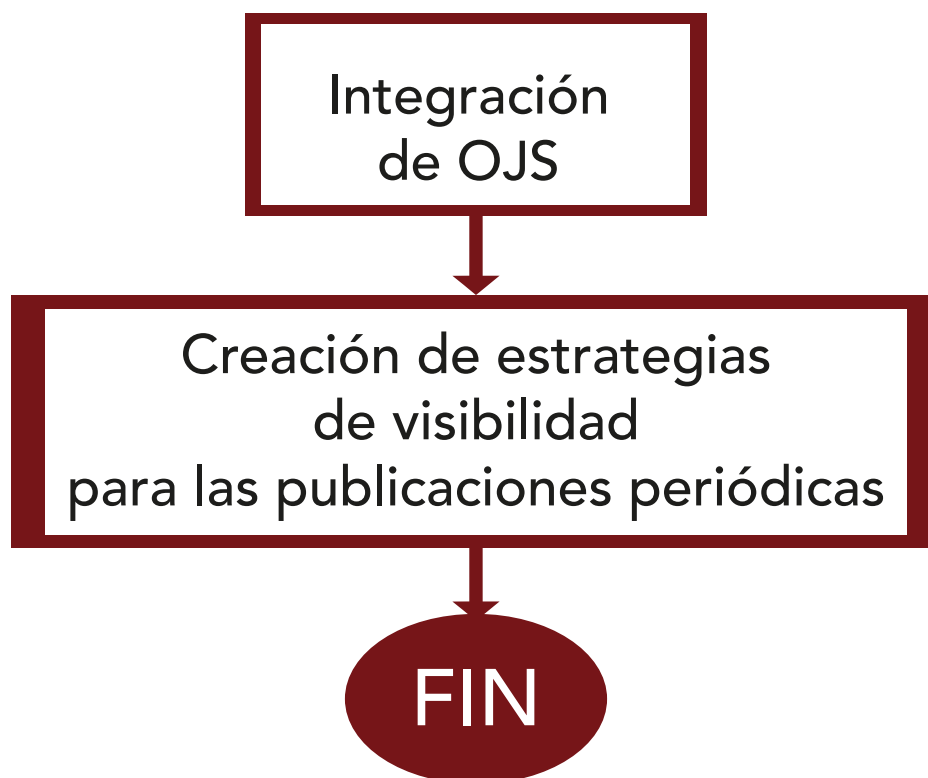 Integración
de OJS
Creación de estrategias
de visibilidad
para las publicaciones periódicas
FIN